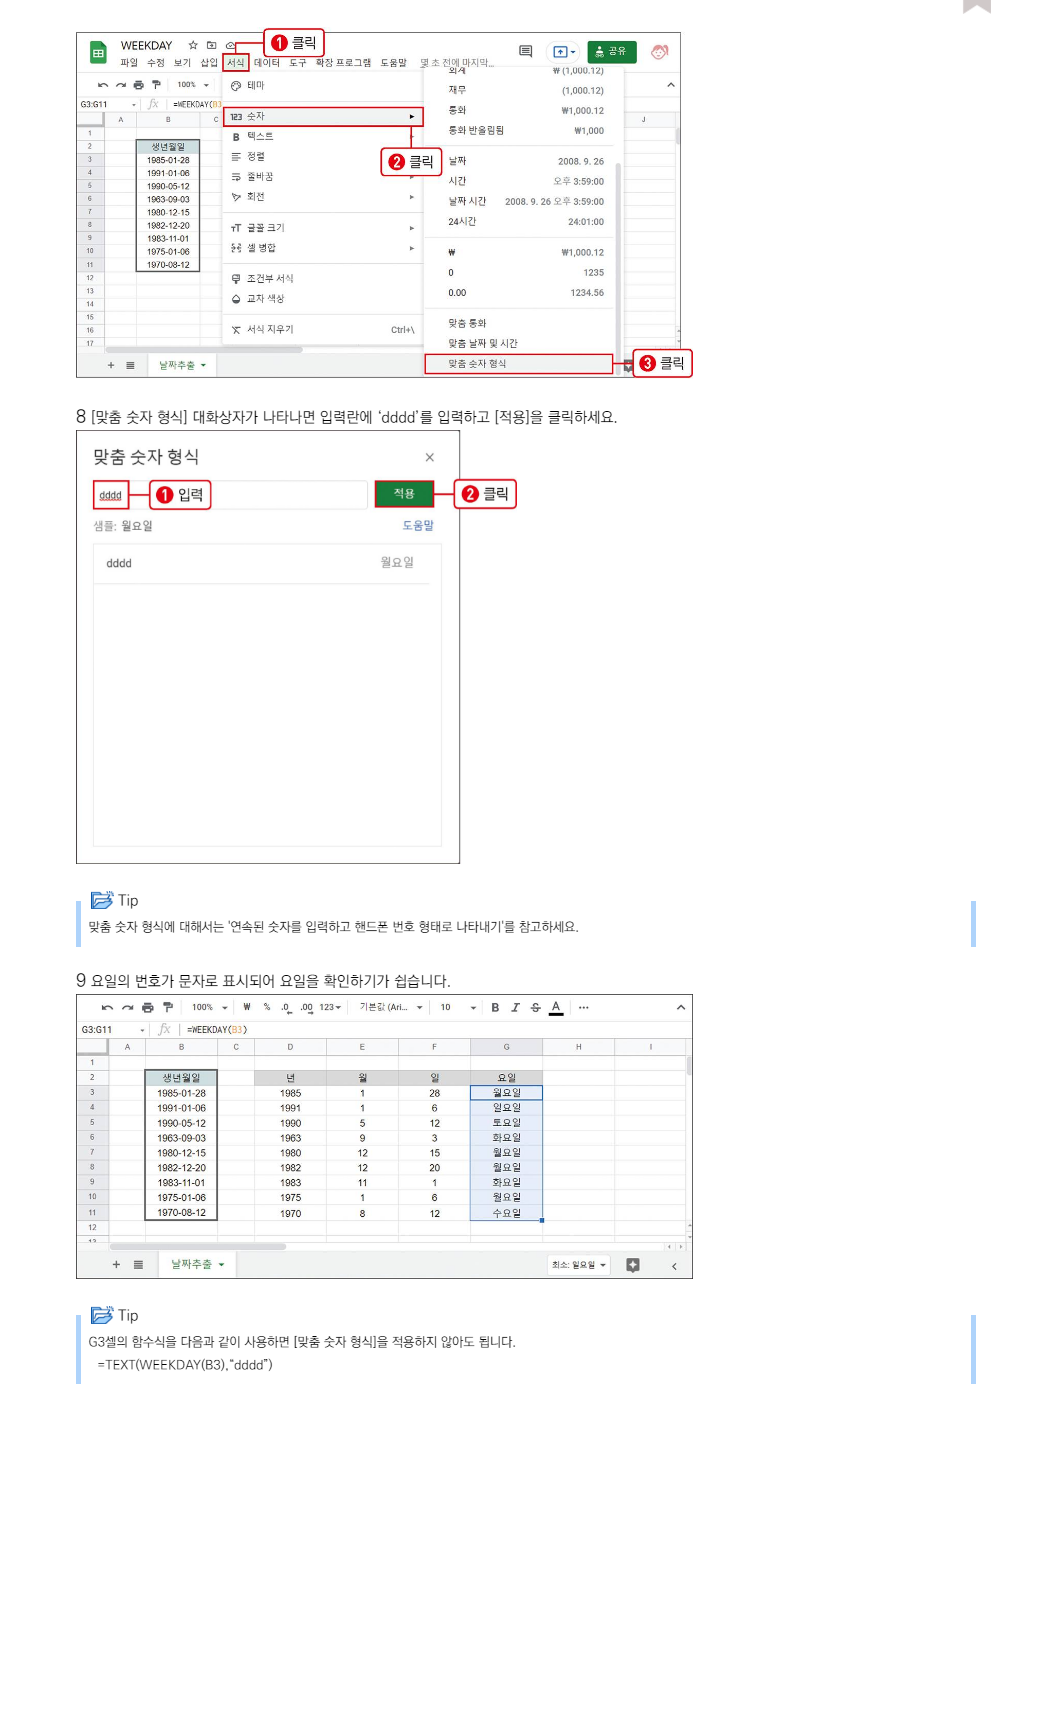 WEEKDAY
❶ 클릭
공유
파일 수정 보기 삽입 서식 데이터 도구 확장 프로그램 도움말 몇 초 전에 마지막...
100%
G3:G11 fx =WEEKDAY(B3
A B C J
1
2 생년월일
3 1985-01-28
4 1991-01-06
5 1990-05-12
6 1963-09-03
7 1980-12-15
8 1982-12-20
9 1983-11-01
10 1975-01-06
11 1970-08-12
12
13
14
15
16
17
테마
123 숫자
B 텍스트
정렬
줄바꿈
회전
글꼴 크기
셀 병합
조건부 서식
교차 색상
서식 지우기 Ctrl+\
❷ 클릭
회계 ₩ (1,000.12)
재무 (1,000.12)
통화 ₩1,000.12
통화 반올림됨 ₩1,000
날짜 2008. 9. 26
시간 오후 3:59:00
날짜 시간 2008. 9. 26 오후 3:59:00
24시간 24:01:00
₩ ₩1,000.12
0 1235
0.00 1234.56
맞춤 통화
맞춤 날짜 및 시간
맞춤 숫자 형식
❸ 클릭
날짜추출
8 [맞춤 숫자 형식] 대화상자가 나타나면 입력란에 ‘dddd’를 입력하고 [적용]을 클릭하세요.
맞춤 숫자 형식 ×
dddd ❶ 입력 적용 ❷ 클릭
샘플: 월요일 도움말
dddd 월요일
Tip
맞춤 숫자 형식에 대해서는 '연속된 숫자를 입력하고 핸드폰 번호 형태로 나타내기'를 참고하세요.
9 요일의 번호가 문자로 표시되어 요일을 확인하기가 쉽습니다.
100% ₩ % .0 .00 123 기본값 (Ari... 10 B I S A ...
G3:G11 fx =WEEKDAY(B3)
A B C D E F G H I
1
2 생년월일 년 월 일 요일
3 1985-01-28 1985 1 28 월요일
4 1991-01-06 1991 1 6 일요일
5 1990-05-12 1990 5 12 토요일
6 1963-09-03 1963 9 3 화요일
7 1980-12-15 1980 12 15 월요일
8 1982-12-20 1982 12 20 월요일
9 1983-11-01 1983 11 1 화요일
10 1975-01-06 1975 1 6 월요일
11 1970-08-12 1970 8 12 수요일
12
13
날짜추출 최소: 일요일
Tip
G3셀의 함수식을 다음과 같이 사용하면 [맞춤 숫자 형식]을 적용하지 않아도 됩니다.
=TEXT(WEEKDAY(B3),“dddd”)